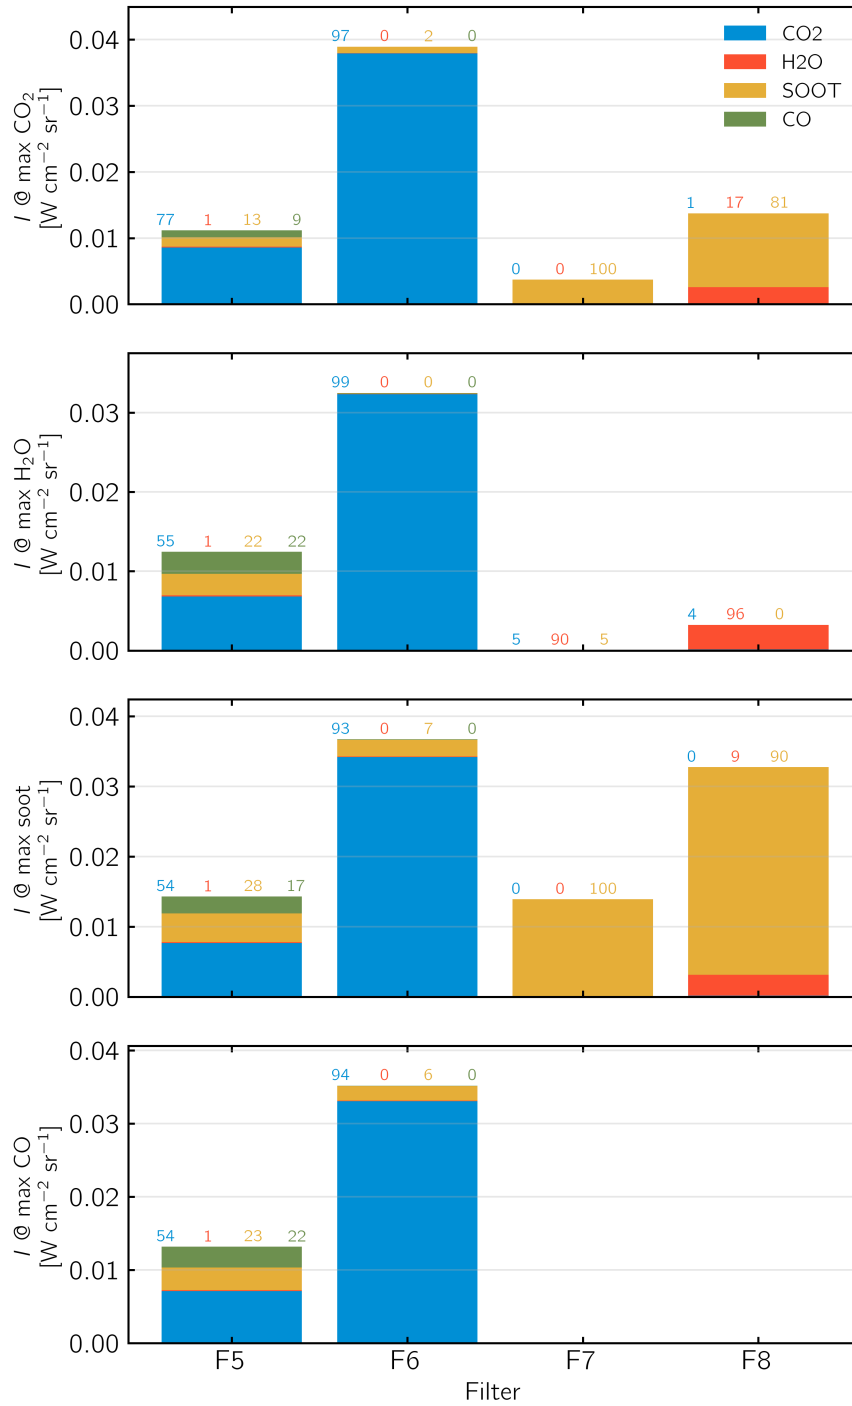 I @ max CO₂
[W cm⁻² sr⁻¹]
0.04
0.03
0.02
0.01
0.00
CO2
H2O
SOOT
CO
77 1 13 9
97 0 2 0
0 0 100
1 17 81
I @ max H₂O
[W cm⁻² sr⁻¹]
0.03
0.02
0.01
0.00
55 1 22 22
99 0 0 0
5 90 5
4 96 0
I @ max soot
[W cm⁻² sr⁻¹]
0.04
0.03
0.02
0.01
0.00
54 1 28 17
93 0 7 0
0 0 100
0 9 90
I @ max CO
[W cm⁻² sr⁻¹]
0.04
0.03
0.02
0.01
0.00
54 1 23 22
94 0 6 0
F5 F6 F7 F8
Filter